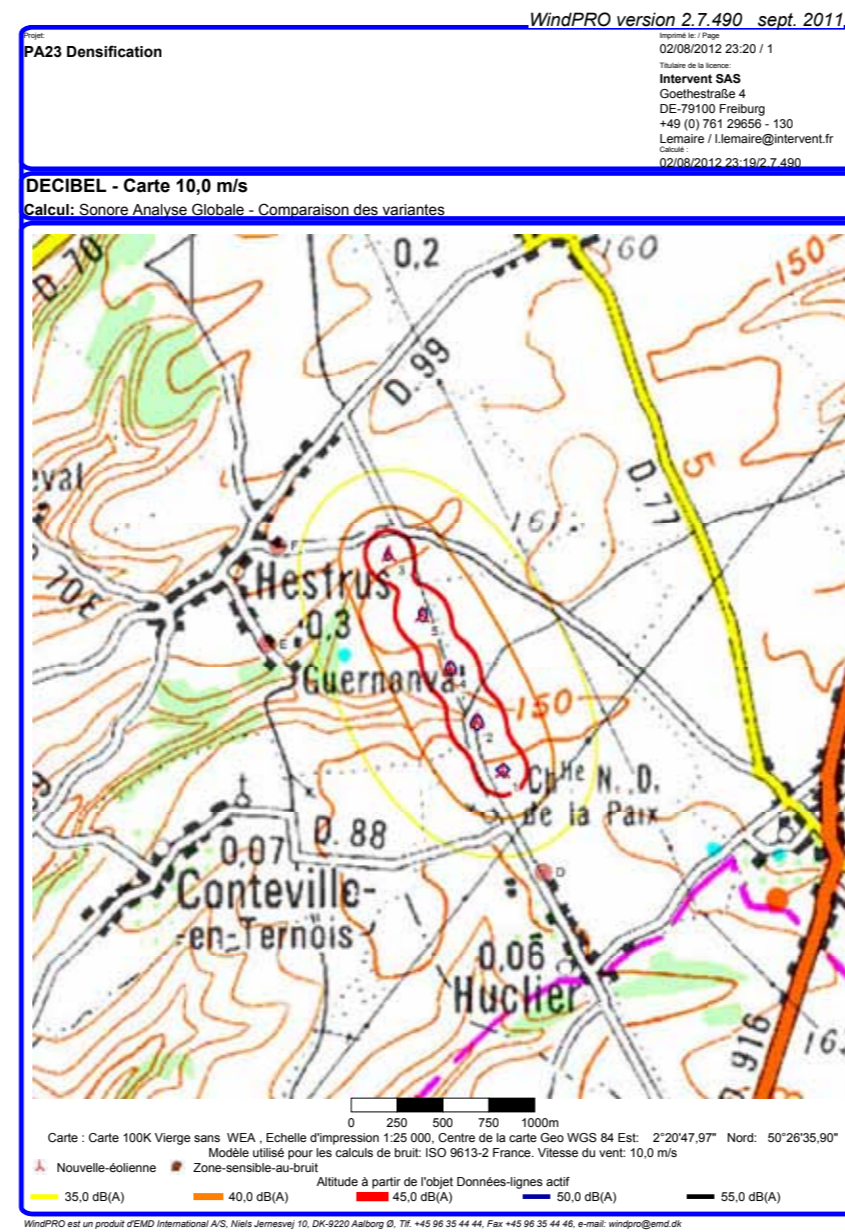 WindPRO version 2.7.490 sept. 2011
Projet:
PA23 Densification
Imprimé le: / Page
02/08/2012 23:20 / 1
Titulaire de la licence:
Intervent SAS
Goethestraße 4
DE-79100 Freiburg
+49 (0) 761 29656 - 130
Lemaire / l.lemaire@intervent.fr
Calculé :
02/08/2012 23:19/2.7.490
DECIBEL - Carte 10,0 m/s
Calcul: Sonore Analyse Globale - Comparaison des variantes
D. 70
0,2
160
150
D. 99
eval
D. 77
5
161
F
3
70E
Hestrus
0,3
5
E
Guernonval
150
2
Chlle N. D.
de la Paix
D. 88
0,07
D
Conteville-
en-Ternois
0,06
Huclier
D. 916
162
0 250 500 750 1000m
Carte : Carte 100K Vierge sans WEA , Echelle d'impression 1:25 000, Centre de la carte Geo WGS 84 Est: 2°20'47,97" Nord: 50°26'35,90"
Modèle utilisé pour les calculs de bruit: ISO 9613-2 France. Vitesse du vent: 10,0 m/s
Nouvelle-éolienne Zone-sensible-au-bruit
Altitude à partir de l'objet Données-lignes actif
35,0 dB(A) 40,0 dB(A) 45,0 dB(A) 50,0 dB(A) 55,0 dB(A)
WindPRO est un produit d'EMD International A/S, Niels Jernesvej 10, DK-9220 Aalborg Ø, Tlf. +45 96 35 44 44, Fax +45 96 35 44 46, e-mail: windpro@emd.dk